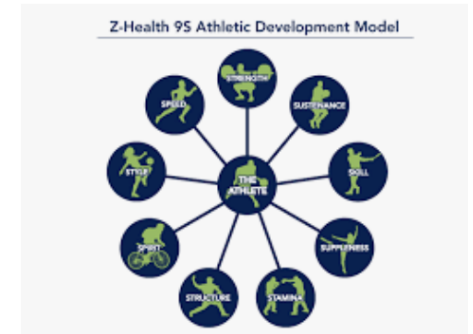 Z-Health 9S Athletic Development Model
STRENGTH
SUSTENANCE
SKILL
SUPPLENESS
STAMINA
STRUCTURE
SPIRIT
STYLE
SPEED
THE
ATHLETE